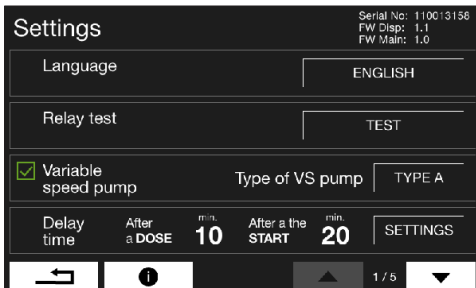 Settings
Serial No: 110013158
FW Disp: 1.1
FW Main: 1.0
Language
ENGLISH
Relay test
TEST
Variable
speed pump
Type of VS pump
TYPE A
Delay
time
After
a DOSE
min.
10
After a the
START
min.
20
SETTINGS
1/5